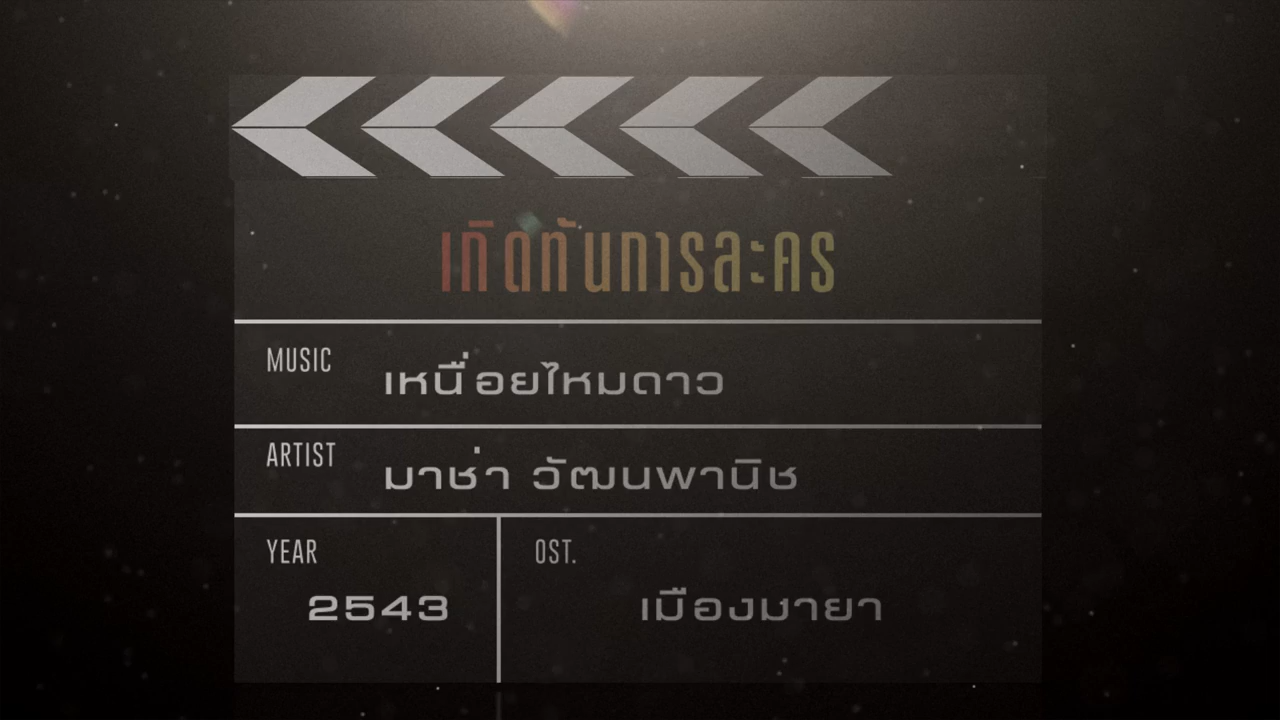 เกิดทันการละคร
MUSIC
เหนื่อยไหมดาว
ARTIST
มาช่า วัฒนพานิช
YEAR
2543
OST.
เมืองมายา